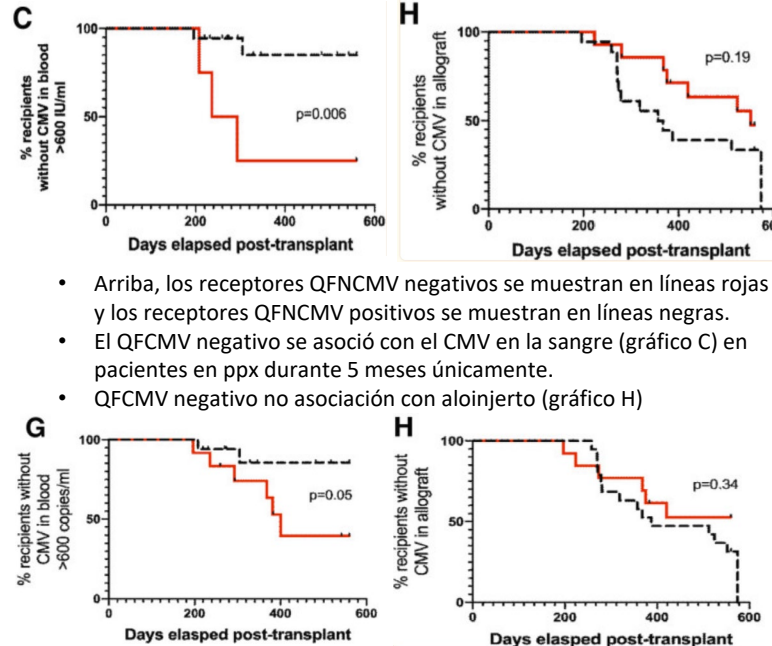 C
% recipients
without CMV in blood
>600 IU/ml
100
50
0
p=0.006
0 200 400 600
Days elapsed post-transplant
H
% recipients
without CMV in allograft
100
50
0
p=0.19
0 200 400
Days elapsed post-transplant
• Arriba, los receptores QFNCMV negativos se muestran en líneas rojas
y los receptores QFNCMV positivos se muestran en líneas negras.
• El QFCMV negativo se asoció con el CMV en la sangre (gráfico C) en
pacientes en ppx durante 5 meses únicamente.
• QFCMV negativo no asociación con aloinjerto (gráfico H)
G
% recipients without
CMV in blood
>600 copies/ml
100
50
0
p=0.05
0 200 400 600
Days elasped post-transplant
H
% recipients without
CMV in allograft
100
50
0
p=0.34
0 200 400 600
Days elasped post-transplant